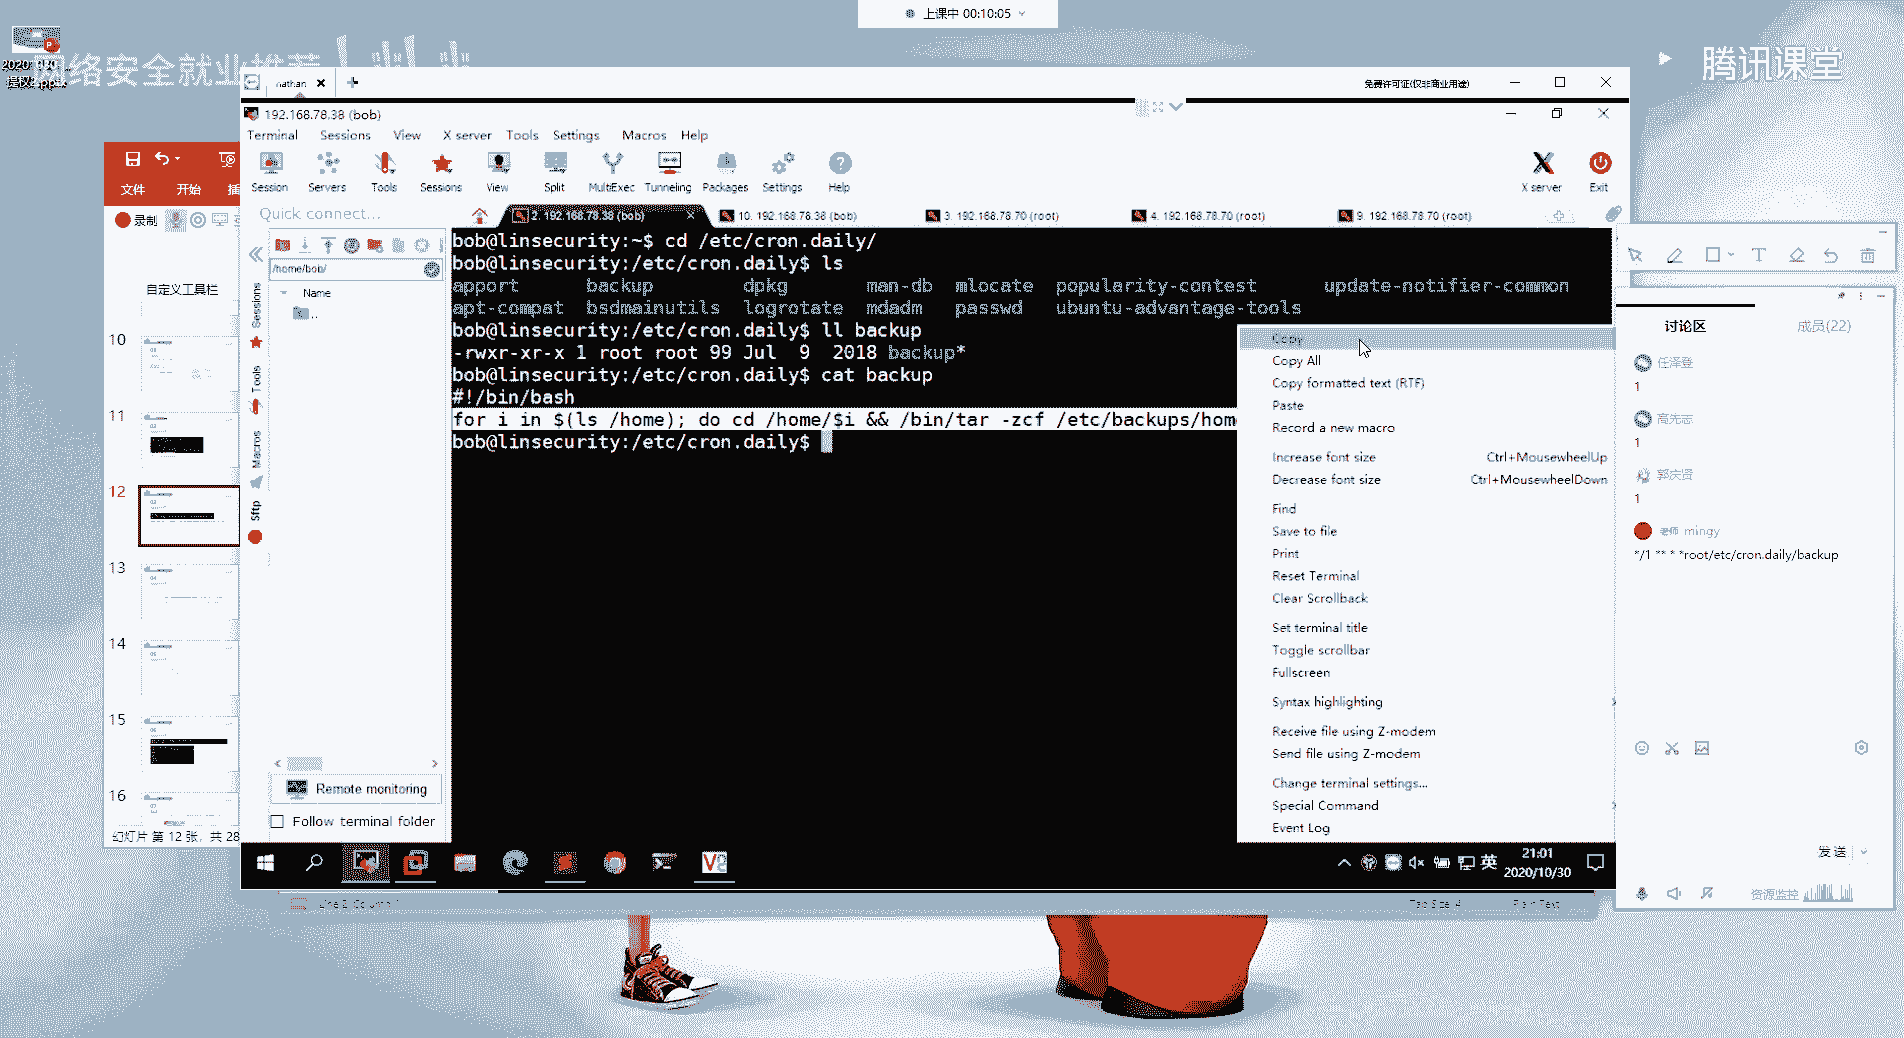 上课中 00:10:05
网络安全就业推荐
腾讯课堂
nathan
免费许可证(仅非商业用途)
192.168.78.38 (bob)
Terminal Sessions View X server Tools Settings Macros Help
Session Servers Tools Sessions View Split MultiExec Tunneling Packages Settings Help X server Exit
Quick connect...
2. 192.168.78.38 (bob)
10. 192.168.78.38 (bob)
3. 192.168.78.70 (root)
4. 192.168.78.70 (root)
9. 192.168.78.70 (root)
文件 开始 插
录制
自定义工具栏
10
11
12
13
14
15
16
幻灯片 第 12 张，共 28
/home/bob/
Name
..
Sessions
Tools
Macros
Sftp
Remote monitoring
Follow terminal folder
bob@linsecurity:~$ cd /etc/cron.daily/
bob@linsecurity:/etc/cron.daily$ ls
apport backup dpkg man-db mlocate popularity-contest update-notifier-common
apt-compat bsdmainutils logrotate mdadm passwd ubuntu-advantage-tools
bob@linsecurity:/etc/cron.daily$ ll backup
-rwxr-xr-x 1 root root 99 Jul 9 2018 backup*
bob@linsecurity:/etc/cron.daily$ cat backup
#!/bin/bash
for i in $(ls /home); do cd /home/$i && /bin/tar -zcf /etc/backups/hom
bob@linsecurity:/etc/cron.daily$
Copy
Copy All
Copy formatted text (RTF)
Paste
Record a new macro
Increase font size Ctrl+MousewheelUp
Decrease font size Ctrl+MousewheelDown
Find
Save to file
Print
Reset Terminal
Clear Scrollback
Set terminal title
Toggle scrollbar
Fullscreen
Syntax highlighting
Receive file using Z-modem
Send file using Z-modem
Change terminal settings...
Special Command
Event Log
英
21:01
2020/10/30
讨论区 成员(22)
任泽登
1
高先志
1
郭庆贤
1
老师 mingy
*/1 ** * *root/etc/cron.daily/backup
发送
资源监控
Tab Size: 4
Plain Text